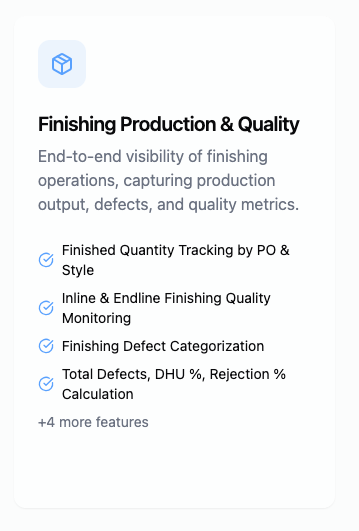 Finishing Production & Quality
End-to-end visibility of finishing
operations, capturing production
output, defects, and quality metrics.
Finished Quantity Tracking by PO &
Style
Inline & Endline Finishing Quality
Monitoring
Finishing Defect Categorization
Total Defects, DHU %, Rejection %
Calculation
+4 more features